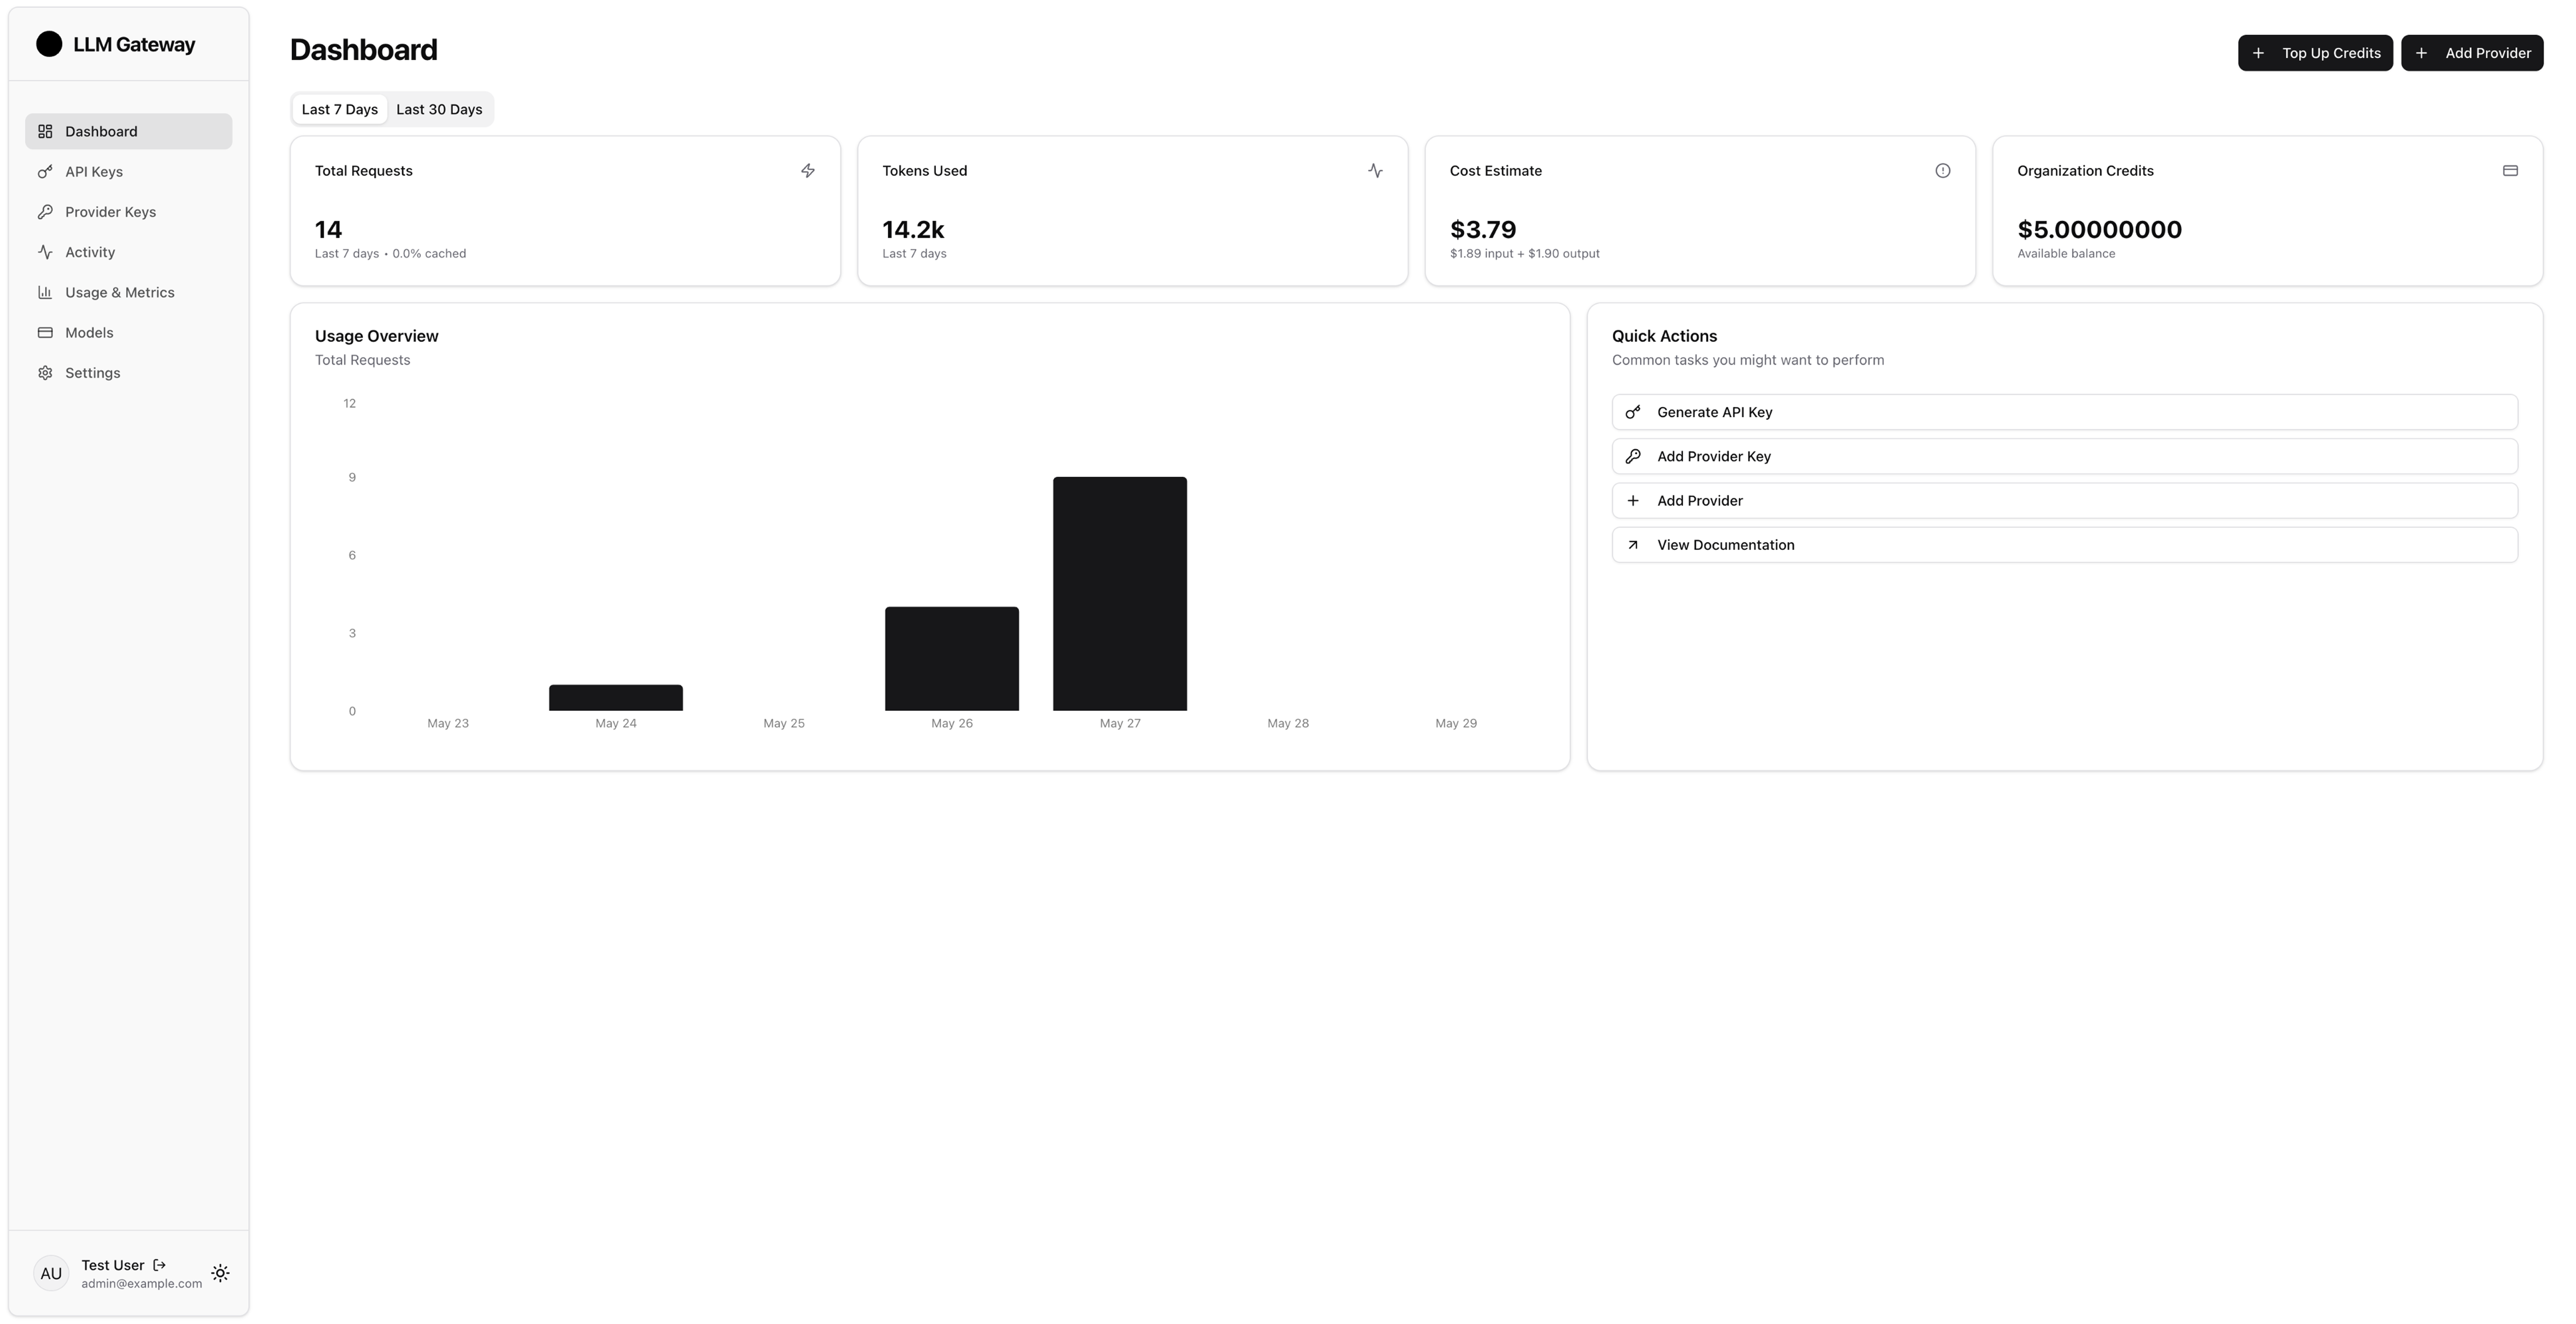 LLM Gateway
Dashboard
API Keys
Provider Keys
Activity
Usage & Metrics
Models
Settings
AU
Test User
admin@example.com
Dashboard
Top Up Credits
Add Provider
Last 7 Days
Last 30 Days
Total Requests
14
Last 7 days • 0.0% cached
Tokens Used
14.2k
Last 7 days
Cost Estimate
$3.79
$1.89 input + $1.90 output
Organization Credits
$5.00000000
Available balance
Usage Overview
Total Requests
12
9
6
3
0
May 23
May 24
May 25
May 26
May 27
May 28
May 29
Quick Actions
Common tasks you might want to perform
Generate API Key
Add Provider Key
Add Provider
View Documentation